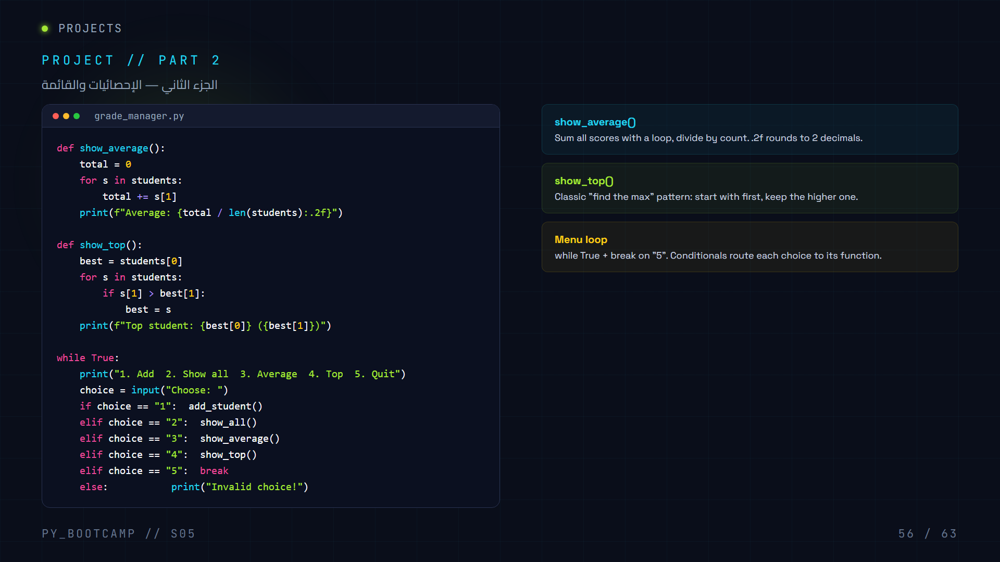 PROJECTS
PROJECT // PART 2
الجزء الثاني — الإحصائيات والقائمة
grade_manager.py
def show_average():
    total = 0
    for s in students:
        total += s[1]
    print(f"Average: {total / len(students):.2f}")

def show_top():
    best = students[0]
    for s in students:
        if s[1] > best[1]:
            best = s
    print(f"Top student: {best[0]} ({best[1]})")

while True:
    print("1. Add  2. Show all  3. Average  4. Top  5. Quit")
    choice = input("Choose: ")
    if choice == "1":  add_student()
    elif choice == "2":  show_all()
    elif choice == "3":  show_average()
    elif choice == "4":  show_top()
    elif choice == "5":  break
    else:           print("Invalid choice!")
show_average()
Sum all scores with a loop, divide by count. .2f rounds to 2 decimals.
show_top()
Classic ”find the max” pattern: start with first, keep the higher one.
Menu loop
while True + break on ”5”. Conditionals route each choice to its function.
PY_BOOTCAMP // S05
56 / 63